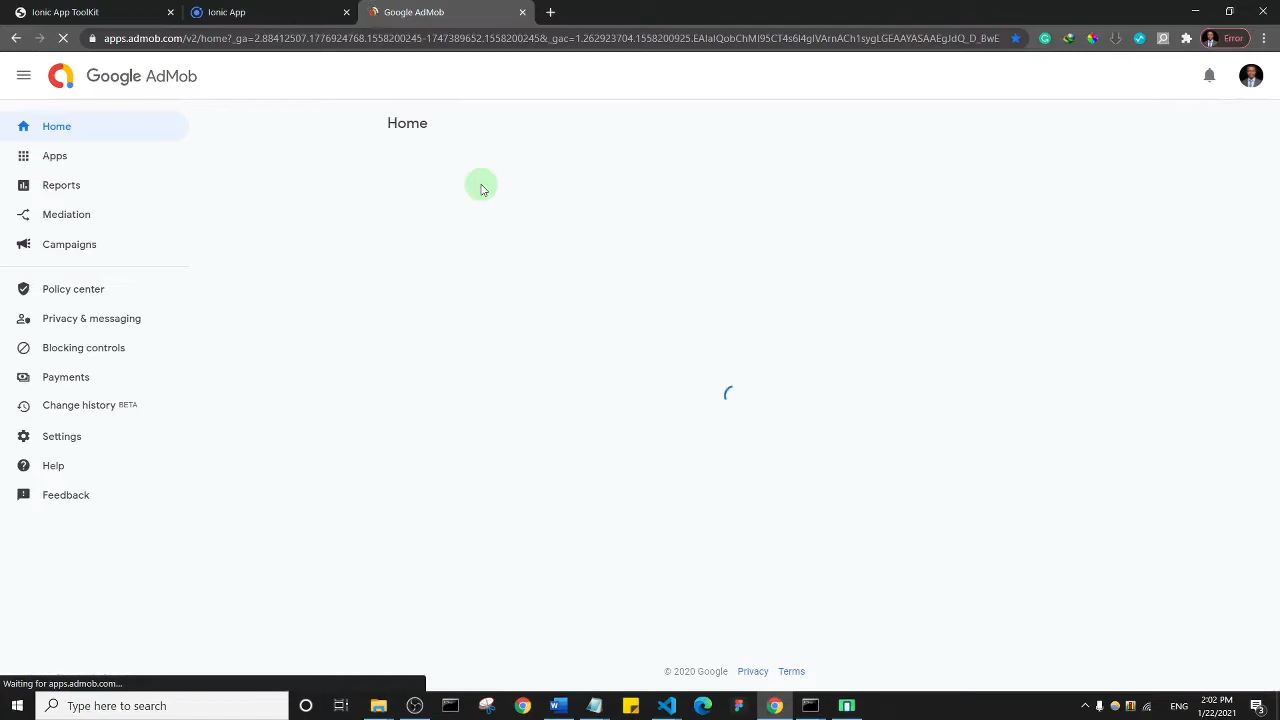 Ionic App ToolKit
Ionic App
Google AdMob
apps.admob.com/v2/home?_ga=2.88412507.1776924768.1558200245-1747389652.1558200245&_gac=1.262923704.1558200925.EAIaIQobChMI95CT4s6I4gIVArnACh1sygLGEAAYASAAEgJdQ_D_BwE
Error
Google AdMob
Home
Home
Apps
Reports
Mediation
Campaigns
Policy center
Privacy & messaging
Blocking controls
Payments
Change history BETA
Settings
Help
Feedback
© 2020 Google Privacy Terms
Waiting for apps.admob.com...
Type here to search
ENG
2:02 PM
1/22/2021